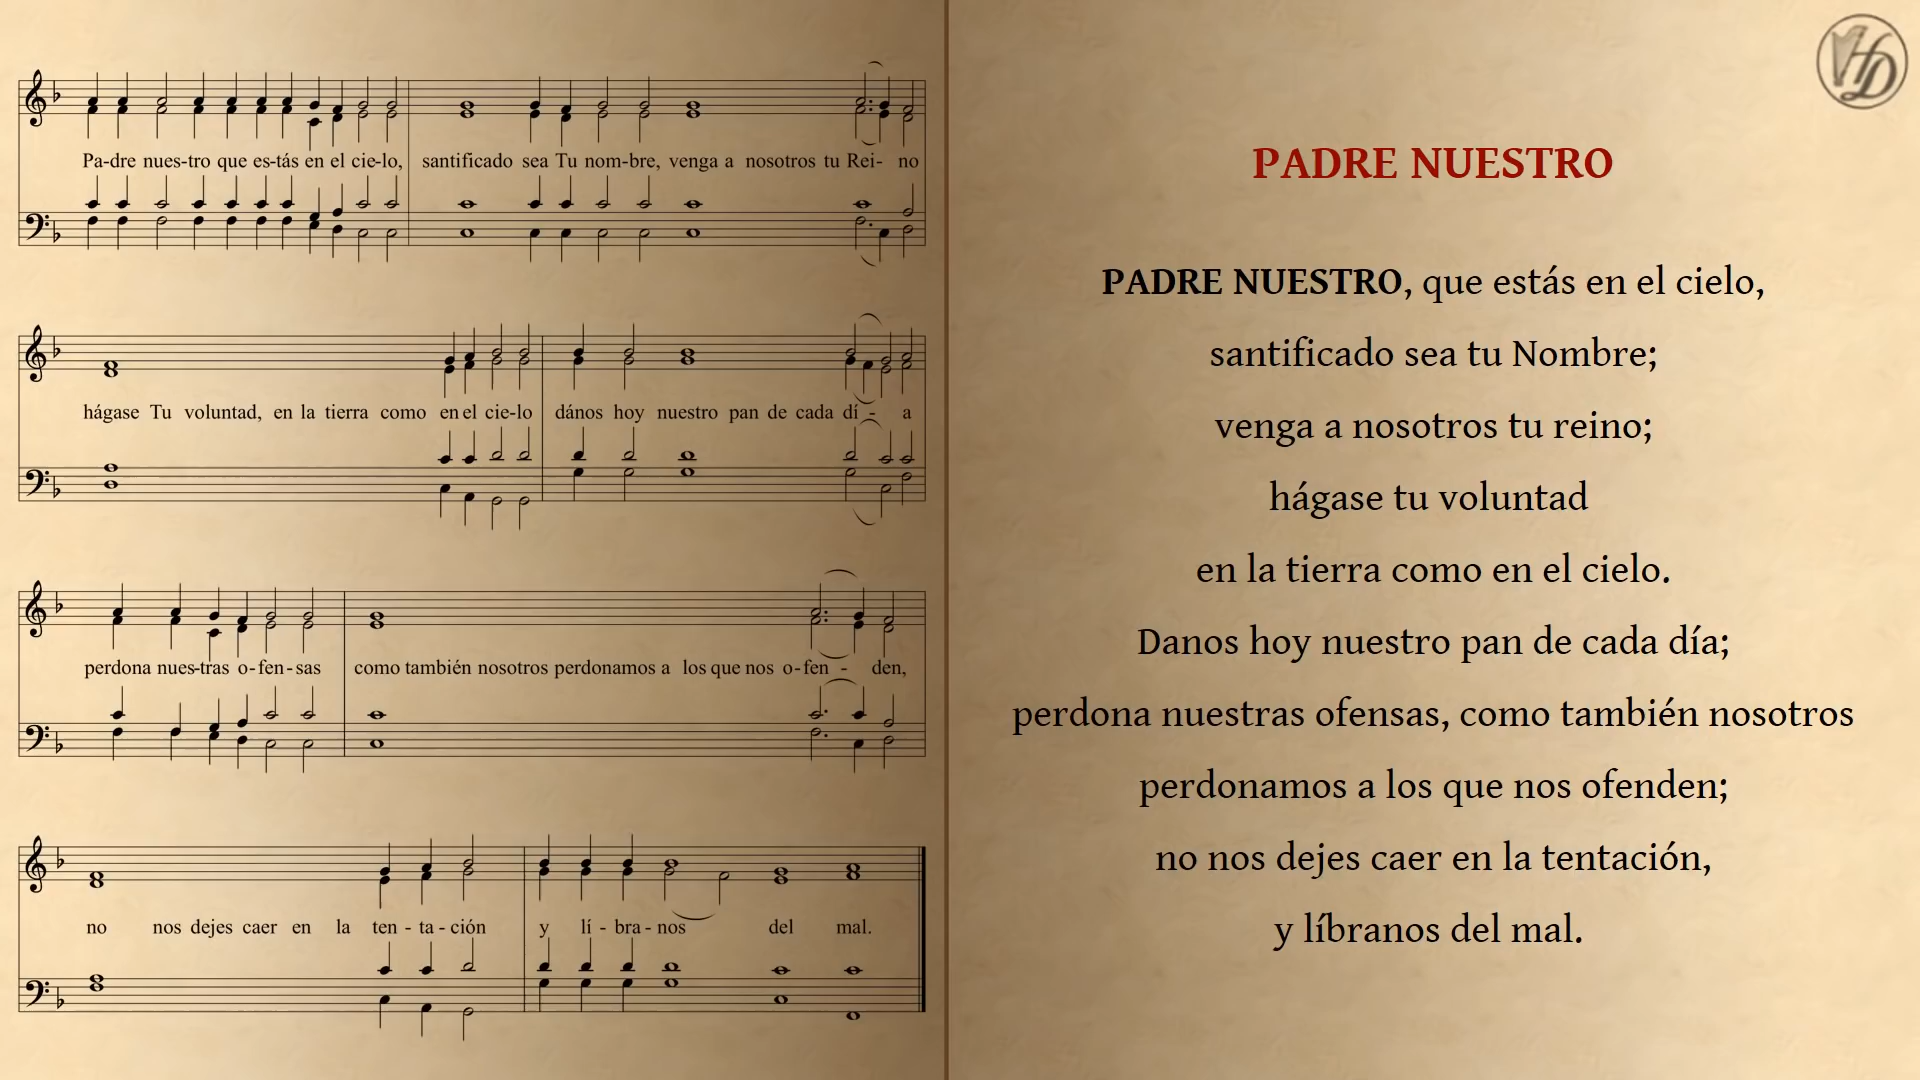 Pa-dre nues-tro que es-tás en el cie-lo, santificado sea Tu nom-bre, venga a nosotros tu Rei- no
hágase Tu voluntad, en la tierra como en el cie-lo dános hoy nuestro pan de cada dí - a
perdona nues-tras o-fen-sas como también nosotros perdonamos a los que nos o-fen - den,
no nos dejes caer en la ten - ta - ción y lí - bra - nos del mal.
HD
PADRE NUESTRO
PADRE NUESTRO, que estás en el cielo,
santificado sea tu Nombre;
venga a nosotros tu reino;
hágase tu voluntad
en la tierra como en el cielo.
Danos hoy nuestro pan de cada día;
perdona nuestras ofensas, como también nosotros
perdonamos a los que nos ofenden;
no nos dejes caer en la tentación,
y líbranos del mal.